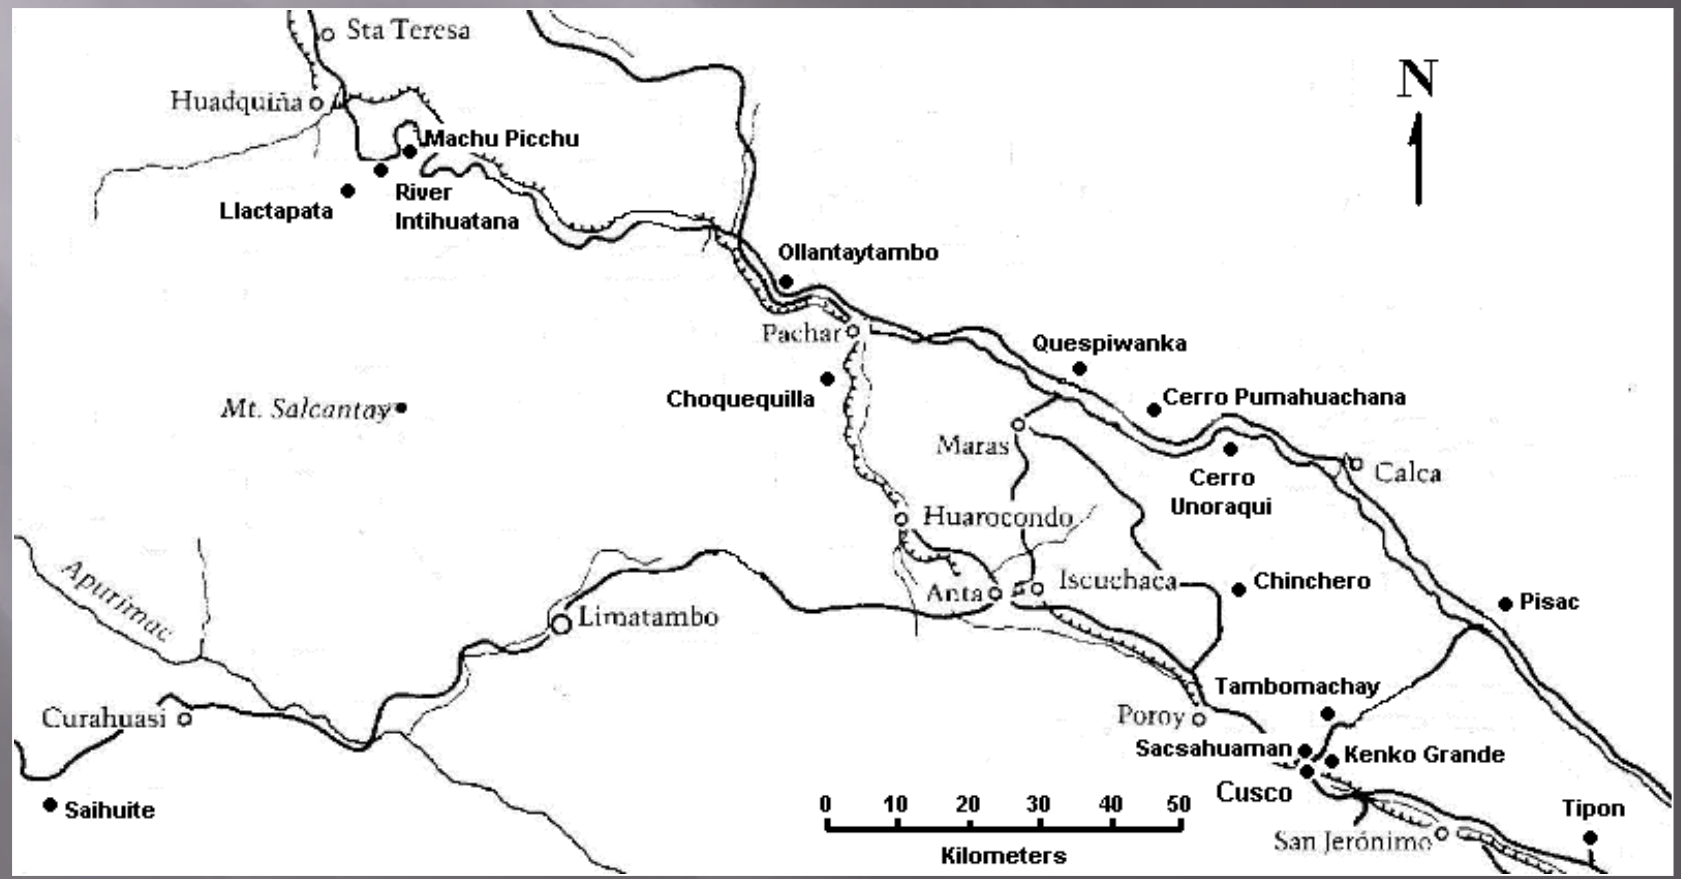 Sta Teresa
N
Huadquiña
Machu Picchu
River
Intihuatana
Llactapata
Ollantaytambo
Pachar
Quespiwanka
Choquequilla
Cerro Pumahuachana
Mt. Salcantay
Maras
Cerro
Unoraqui
Calca
Huarocondo
Apurímac
Anta
Iscuchaca
Chinchero
Pisac
Limatambo
Tambomachay
Curahuasi
Poroy
Sacsahuaman
Kenko Grande
Cusco
Saihuite
0 10 20 30 40 50
Kilometers
Tipon
San Jerónimo